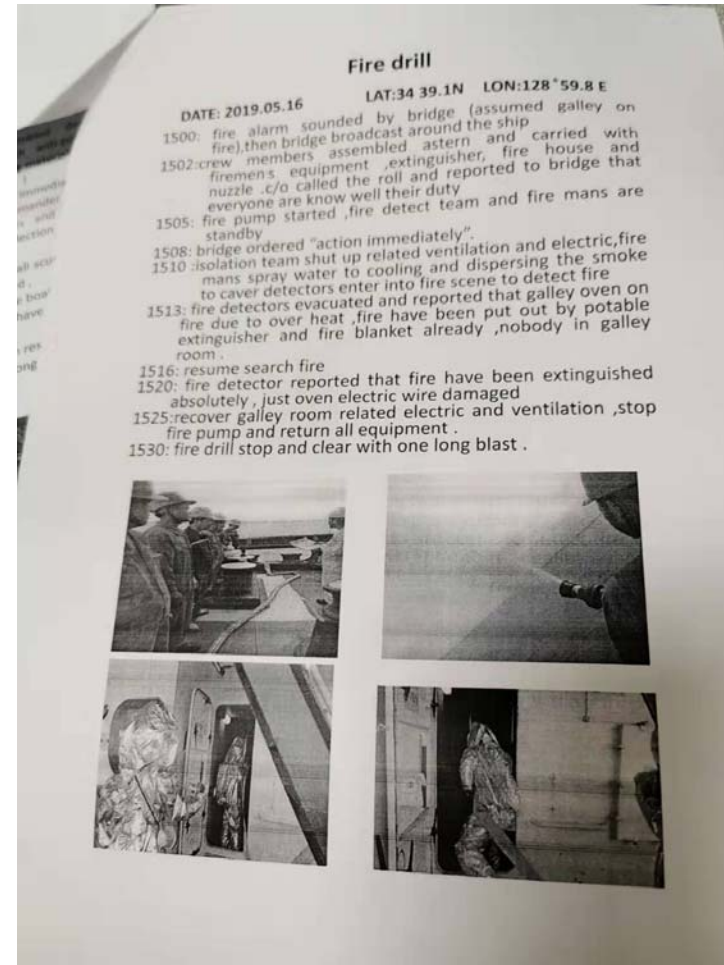 Fire drill
DATE: 2019.05.16 LAT:34 39.1N LON:128°59.8 E
1500: fire alarm sounded by bridge (assumed galley on
fire),then bridge broadcast around the ship
1502:crew members assembled astern and carried with
firemens equipment ,extinguisher, fire house and
nuzzle .c/o called the roll and reported to bridge that
everyone are know well their duty
1505: fire pump started ,fire detect team and fire mans are
standby
1508: bridge ordered "action immediately".
1510 :isolation team shut up related ventilation and electric,fire
mans spray water to cooling and dispersing the smoke
to caver detectors enter into fire scene to detect fire
1513: fire detectors evacuated and reported that galley oven on
fire due to over heat ,fire have been put out by potable
extinguisher and fire blanket already ,nobody in galley
room .
1516: resume search fire
1520: fire detector reported that fire have been extinguished
absolutely , just oven electric wire damaged
1525:recover galley room related electric and ventilation ,stop
fire pump and return all equipment .
1530: fire drill stop and clear with one long blast .